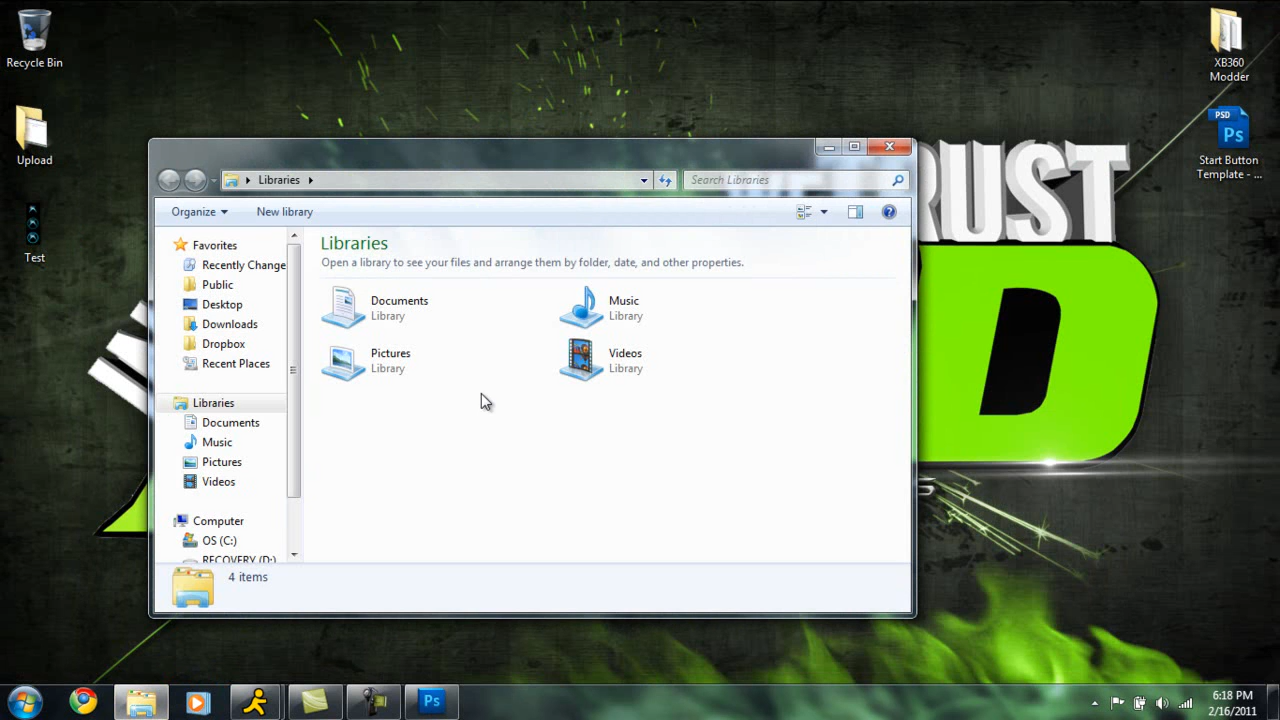 Recycle Bin
Upload
Test
XB360
Modder
PSD
Ps
Start Button
Template - ...
RUST
D
Libraries
Search Libraries
Organize
New library
Favorites
Recently Change
Public
Desktop
Downloads
Dropbox
Recent Places
Libraries
Documents
Music
Pictures
Videos
Computer
OS (C:)
RECOVERY (D:)
Libraries
Open a library to see your files and arrange them by folder, date, and other properties.
Documents
Library
Music
Library
Pictures
Library
Videos
Library
4 items
Ps
6:18 PM
2/16/2011